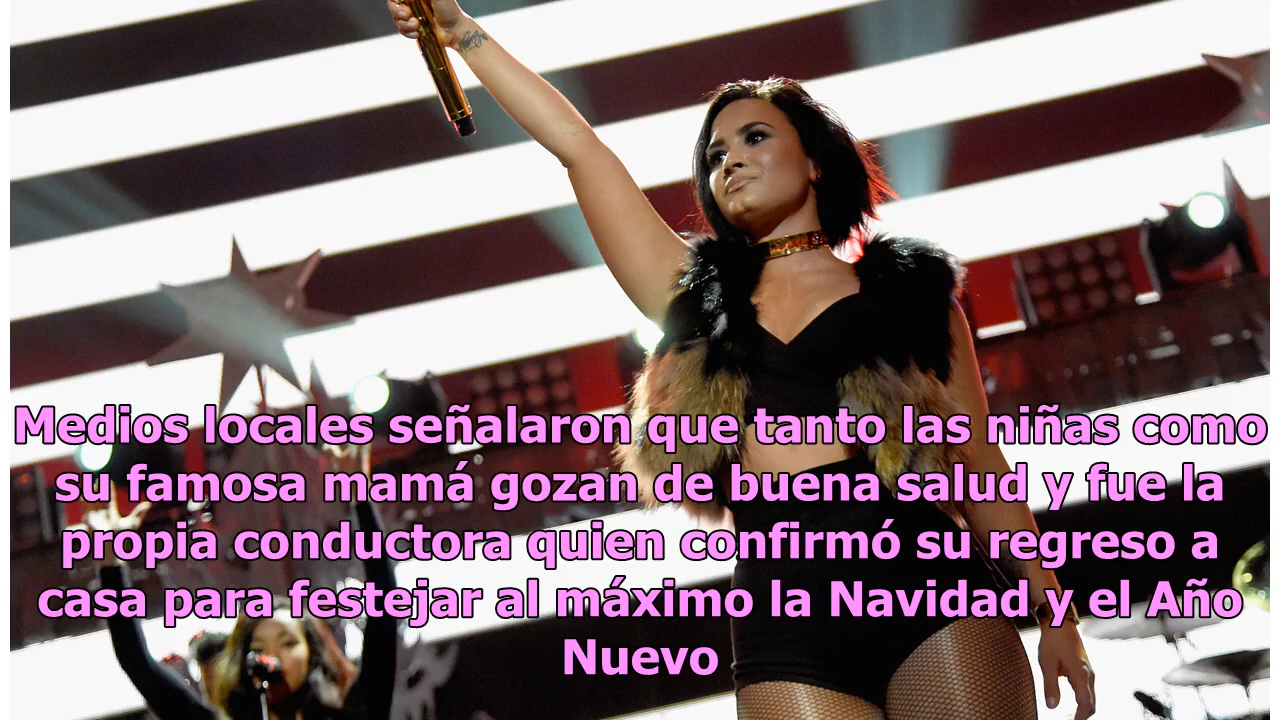 Medios locales señalaron que tanto las niñas como
su famosa mamá gozan de buena salud y fue la
propia conductora quien confirmó su regreso a
casa para festejar al máximo la Navidad y el Año
Nuevo